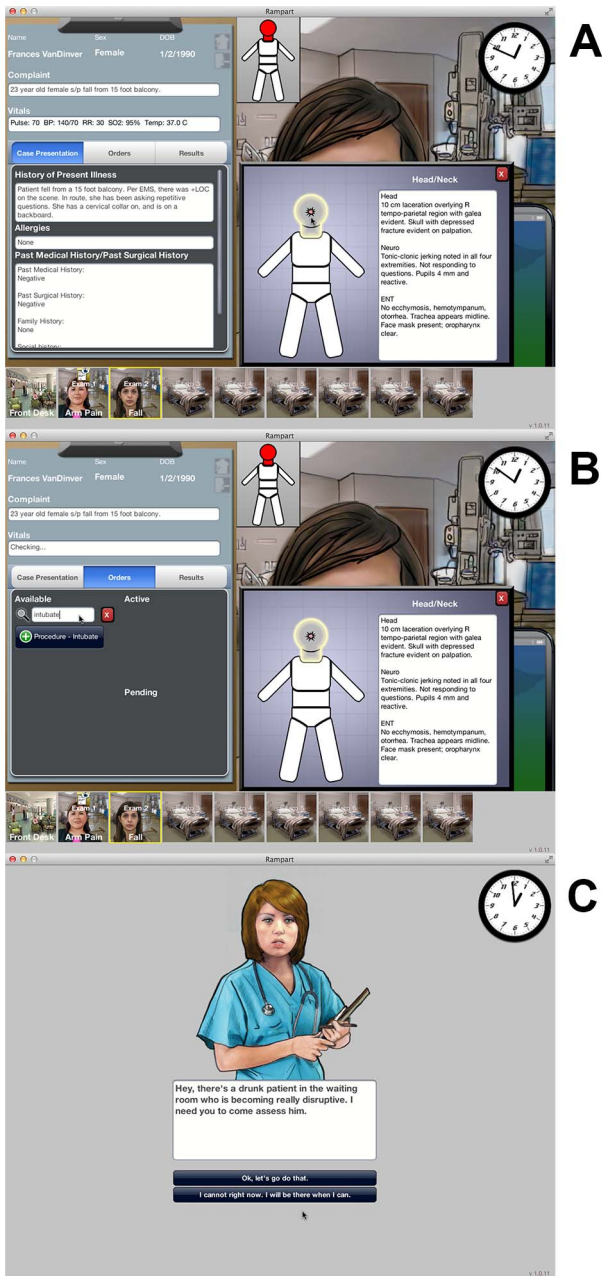 Rampart
A
Name Sex DOB
Frances VanDinver Female 1/2/1990
Complaint
23 year old female s/p fall from 15 foot balcony.
Vitals
Pulse: 70 BP: 140/70 RR: 30 SO2: 95% Temp: 37.0 C
Case Presentation Orders Results
History of Present Illness
Patient fell from a 15 foot balcony. Per EMS, there was +LOC
on the scene. In route, she has been asking repetitive
questions. She has a cervical collar on, and is on a
backboard.
Allergies
None
Past Medical History/Past Surgical History
Past Medical History:
Negative
Past Surgical History:
Negative
Family History:
None
Social history:
Head/Neck
X
Head
10 cm laceration overlying R
tempo-parietal region with galea
evident. Skull with depressed
fracture evident on palpation.
Neuro
Tonic-clonic jerking noted in all four
extremities. Not responding to
questions. Pupils 4 mm and
reactive.
ENT
No ecchymosis, hemotympanum,
otorrhea. Trachea appears midline.
Face mask present; oropharynx
clear.
Exam 1 Exam 2
Front Desk Arm Pain Fall
v 1.0.11
Rampart
B
Name Sex DOB
Frances VanDinver Female 1/2/1990
Complaint
23 year old female s/p fall from 15 foot balcony.
Vitals
Checking...
Case Presentation Orders Results
Available Active
intubate X
Procedure - Intubate
Pending
Head/Neck
X
Head
10 cm laceration overlying R
tempo-parietal region with galea
evident. Skull with depressed
fracture evident on palpation.
Neuro
Tonic-clonic jerking noted in all four
extremities. Not responding to
questions. Pupils 4 mm and
reactive.
ENT
No ecchymosis, hemotympanum,
otorrhea. Trachea appears midline.
Face mask present; oropharynx
clear.
Exam 1 Exam 2
Front Desk Arm Pain Fall
v 1.0.11
Rampart
C
Hey, there's a drunk patient in the waiting
room who is becoming really disruptive. I
need you to come assess him.
Ok, let's go do that.
I cannot right now. I will be there when I can.
v 1.0.11